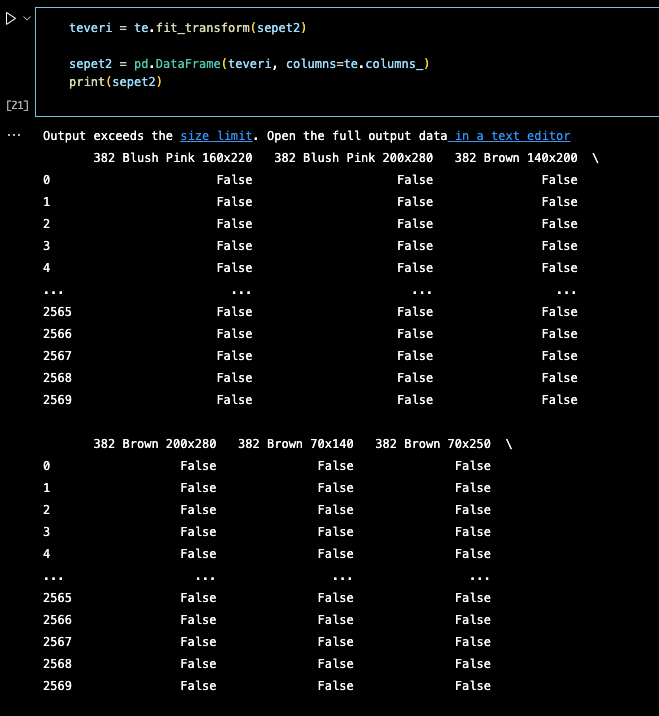 teveri = te.fit_transform(sepet2)
sepet2 = pd.DataFrame(teveri, columns=te.columns_)
print(sepet2)
[21]
... Output exceeds the size limit. Open the full output data in a text editor
382 Blush Pink 160x220 382 Blush Pink 200x280 382 Brown 140x200 \
0 False False False
1 False False False
2 False False False
3 False False False
4 False False False
... ... ... ...
2565 False False False
2566 False False False
2567 False False False
2568 False False False
2569 False False False
382 Brown 200x280 382 Brown 70x140 382 Brown 70x250 \
0 False False False
1 False False False
2 False False False
3 False False False
4 False False False
... ... ... ...
2565 False False False
2566 False False False
2567 False False False
2568 False False False
2569 False False False